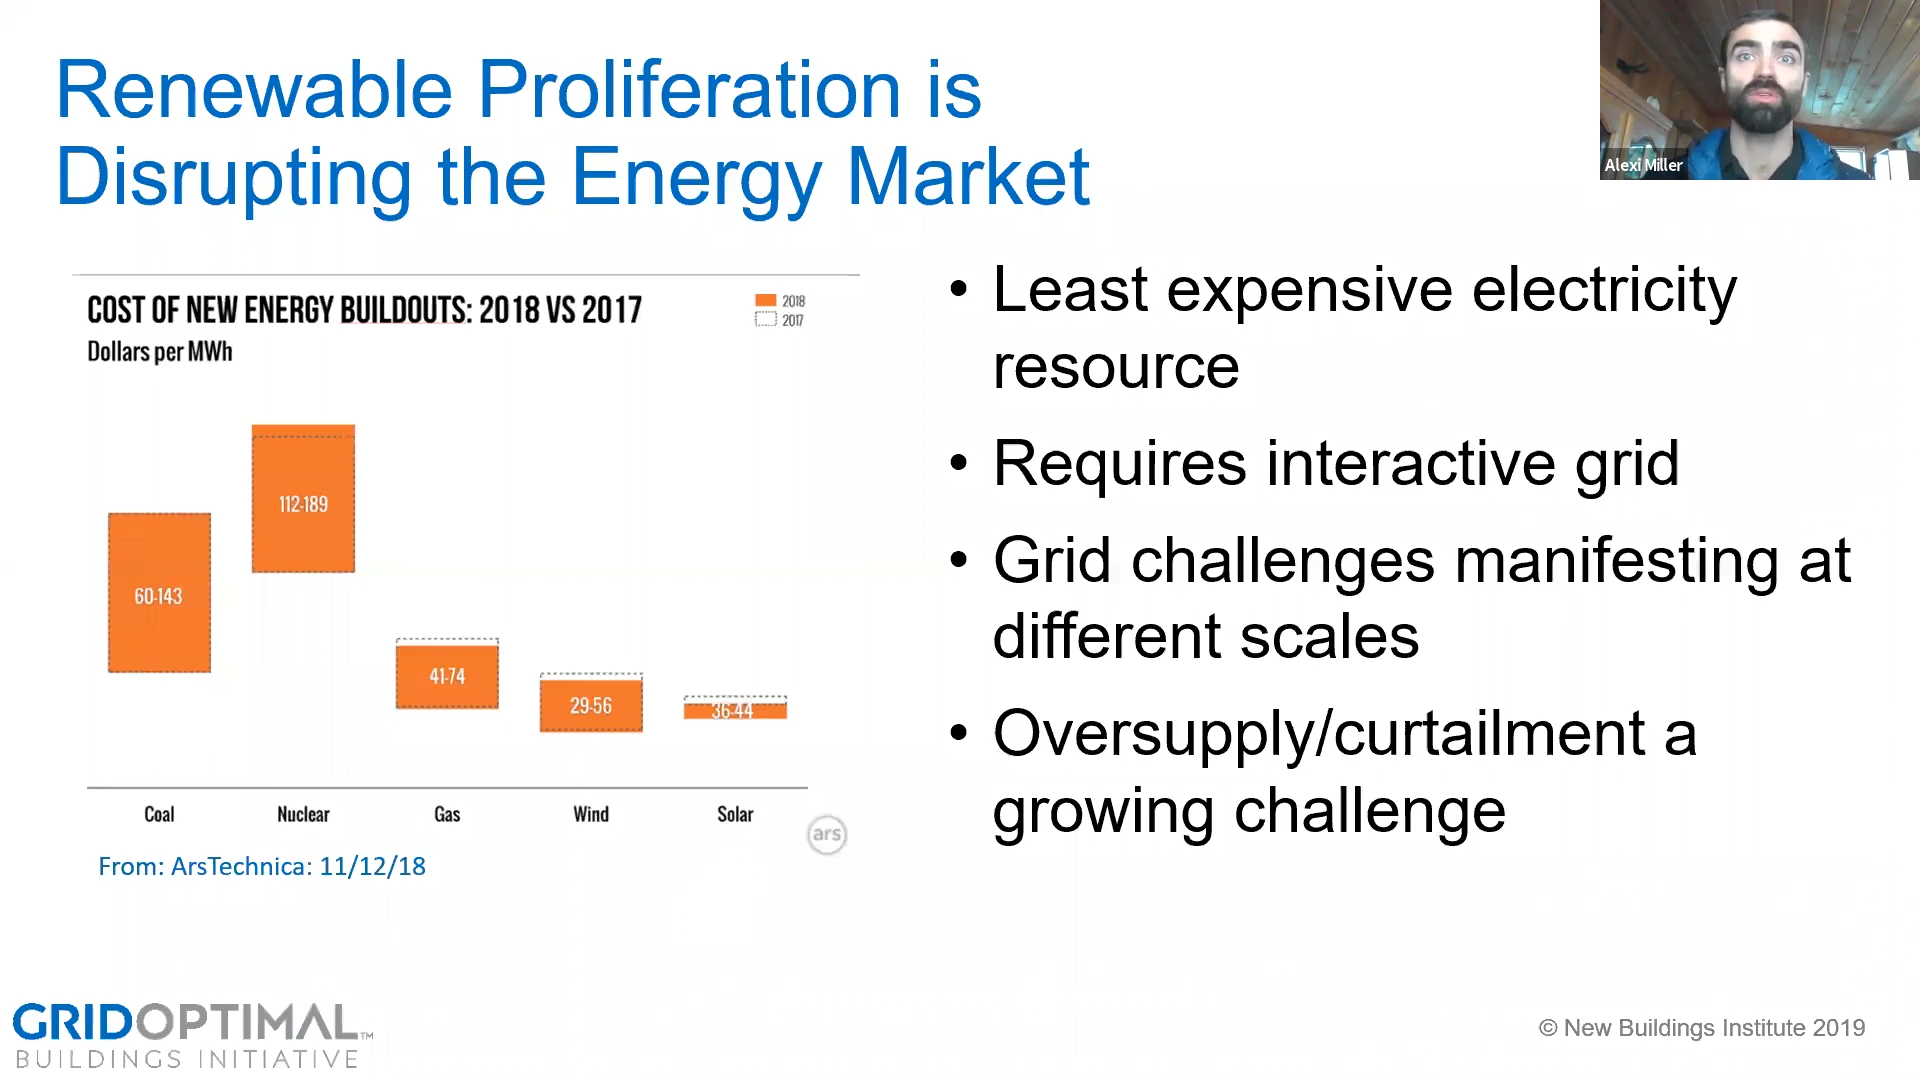 Renewable Proliferation is
Disrupting the Energy Market
Alexi Miller
COST OF NEW ENERGY BUILDOUTS: 2018 VS 2017
Dollars per MWh
2018
2017
112-189
60-143
41-74
29-56
36-44
Coal
Nuclear
Gas
Wind
Solar
ars
From: ArsTechnica: 11/12/18
• Least expensive electricity
resource
• Requires interactive grid
• Grid challenges manifesting at
different scales
• Oversupply/curtailment a
growing challenge
GRIDOPTIMAL™
BUILDINGS INITIATIVE
© New Buildings Institute 2019